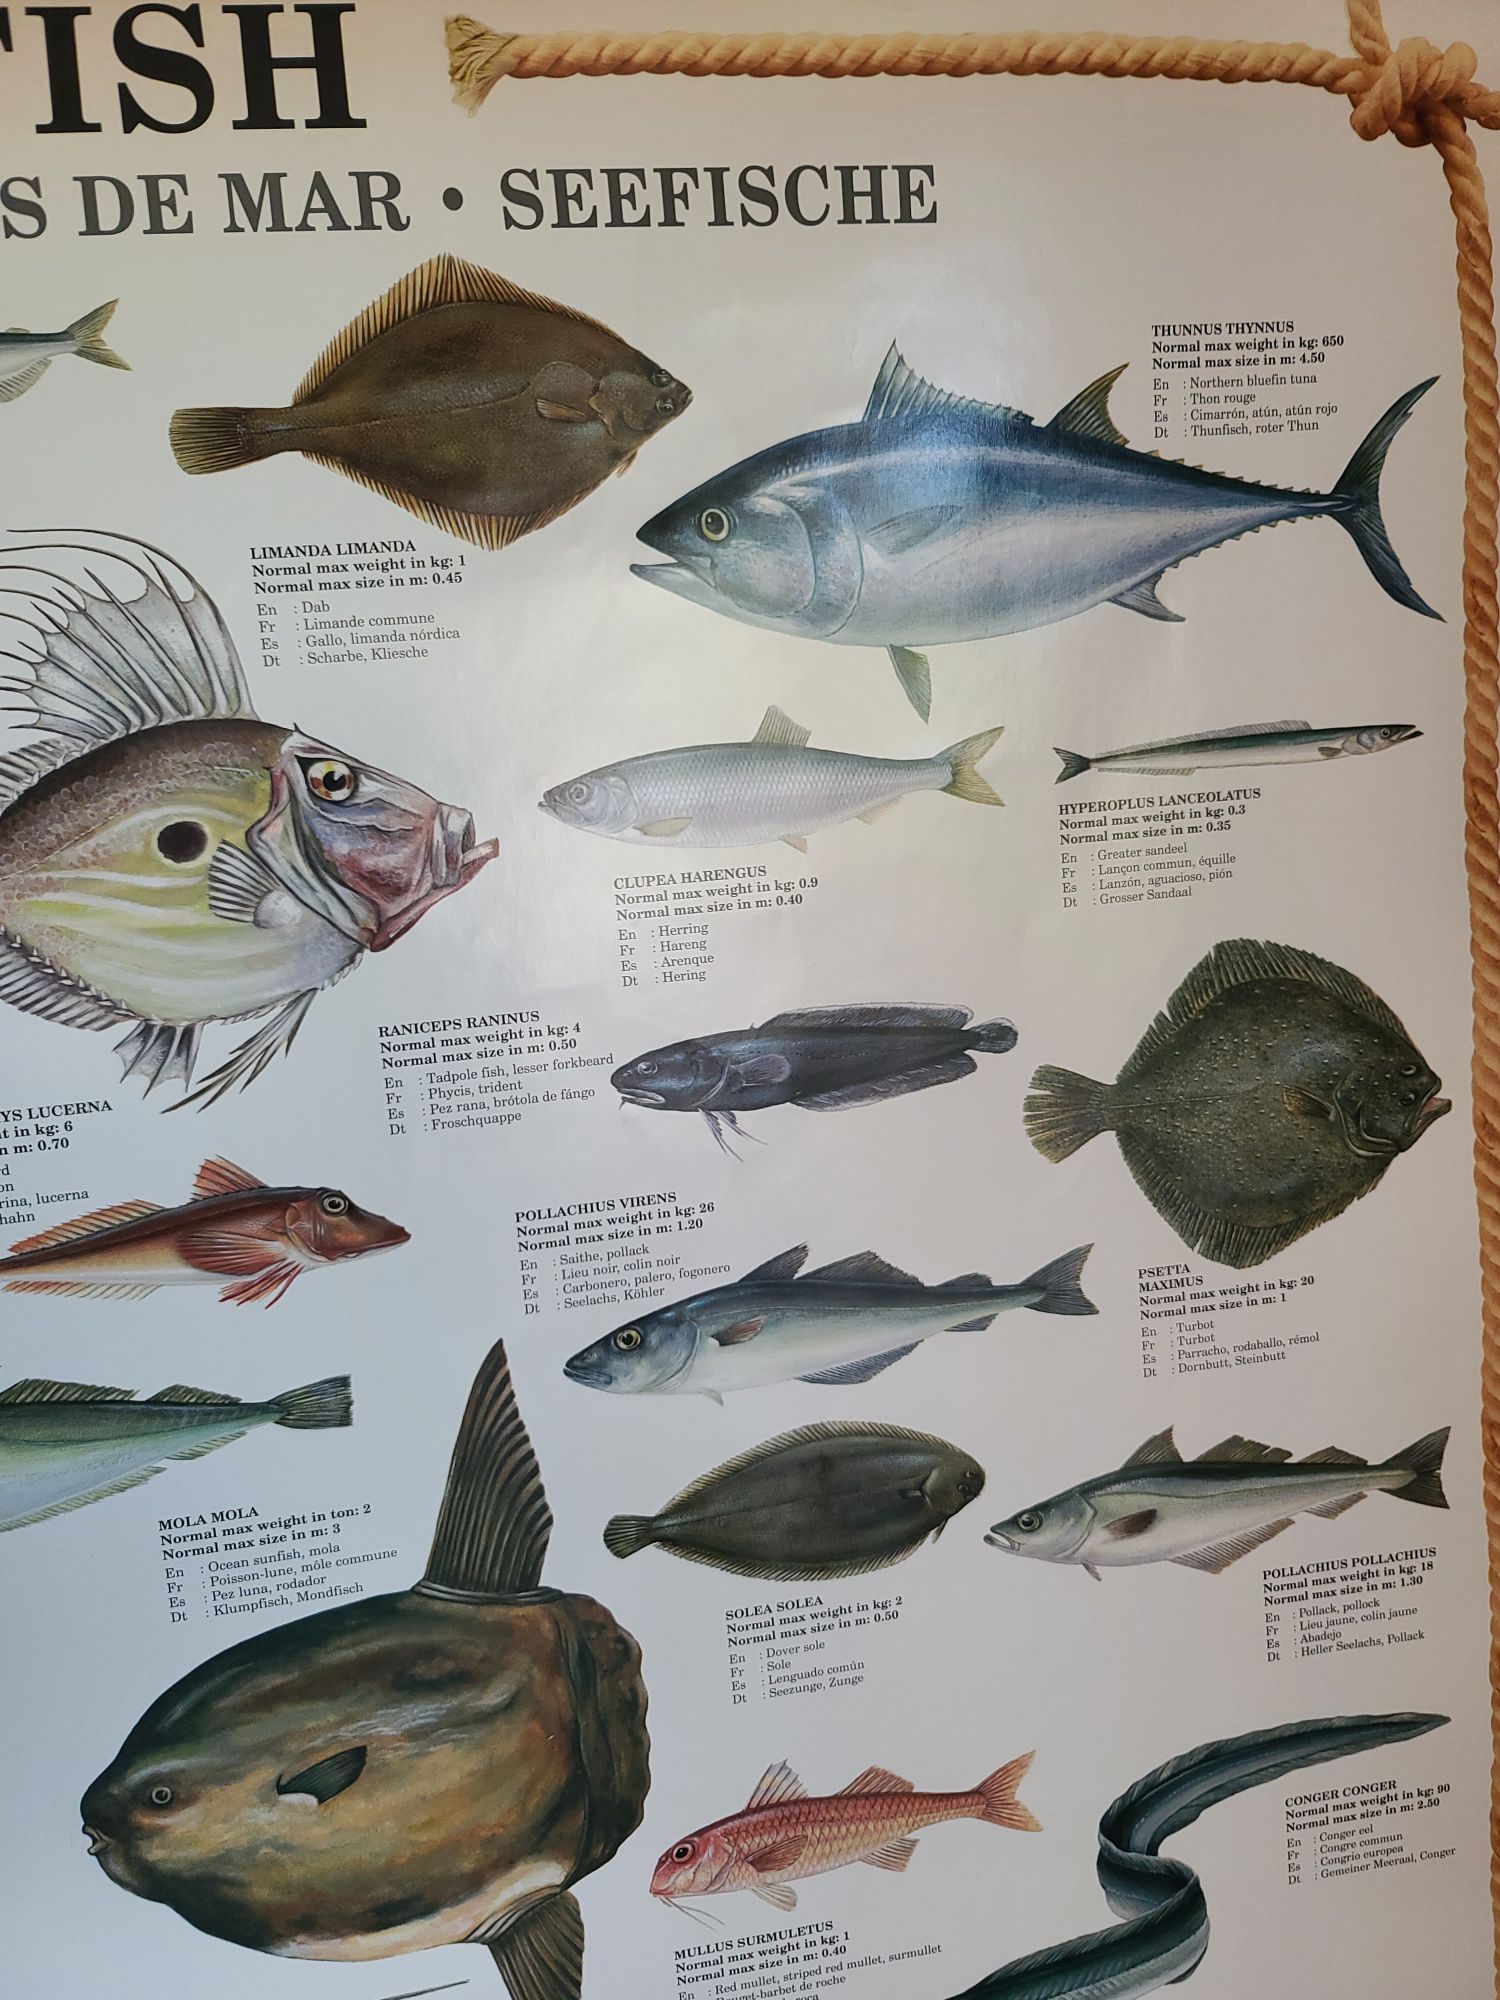 FISH
S DE MAR • SEEFISCHE
THUNNUS THYNNUS
Normal max weight in kg: 650
Normal max size in m: 4.50
En : Northern bluefin tuna
Fr : Thon rouge
Es : Cimarrón, atún, atún rojo
Dt : Thunfisch, roter Thun
LIMANDA LIMANDA
Normal max weight in kg: 1
Normal max size in m: 0.45
En : Dab
Fr : Limande commune
Es : Gallo, limanda nórdica
Dt : Scharbe, Kliesche
HYPEROPLUS LANCEOLATUS
Normal max weight in kg: 0.3
Normal max size in m: 0.35
En : Greater sandeel
Fr : Lançon commun, équille
Es : Lanzón, aguacioso, pión
Dt : Grosser Sandaal
CLUPEA HARENGUS
Normal max weight in kg: 0.9
Normal max size in m: 0.40
En : Herring
Fr : Hareng
Es : Arenque
Dt : Hering
RANICEPS RANINUS
Normal max weight in kg: 4
Normal max size in m: 0.50
En : Tadpole fish, lesser forkbeard
Fr : Phycis, trident
Es : Pez rana, brótola de fángo
Dt : Froschquappe
YS LUCERNA
t in kg: 6
n m: 0.70
rd
on
rina, lucerna
hahn
POLLACHIUS VIRENS
Normal max weight in kg: 26
Normal max size in m: 1.20
En : Saithe, pollack
Fr : Lieu noir, colin noir
Es : Carbonero, palero, fogonero
Dt : Seelachs, Köhler
PSETTA
MAXIMUS
Normal max weight in kg: 20
Normal max size in m: 1
En : Turbot
Fr : Turbot
Es : Parracho, rodaballo, rémol
Dt : Dornbutt, Steinbutt
MOLA MOLA
Normal max weight in ton: 2
Normal max size in m: 3
En : Ocean sunfish, mola
Fr : Poisson-lune, môle commune
Es : Pez luna, rodador
Dt : Klumpfisch, Mondfisch
SOLEA SOLEA
Normal max weight in kg: 2
Normal max size in m: 0.50
En : Dover sole
Fr : Sole
Es : Lenguado común
Dt : Seezunge, Zunge
POLLACHIUS POLLACHIUS
Normal max weight in kg: 18
Normal max size in m: 1.30
En : Pollack, pollock
Fr : Lieu jaune, colin jaune
Es : Abadejo
Dt : Heller Seelachs, Pollack
CONGER CONGER
Normal max weight in kg: 90
Normal max size in m: 2.50
En : Conger eel
Fr : Congre commun
Es : Congrio europea
Dt : Gemeiner Meeraal, Conger
MULLUS SURMULETUS
Normal max weight in kg: 1
Normal max size in m: 0.40
En : Red mullet, striped red mullet, surmullet
Rouget-barbet de roche
roca